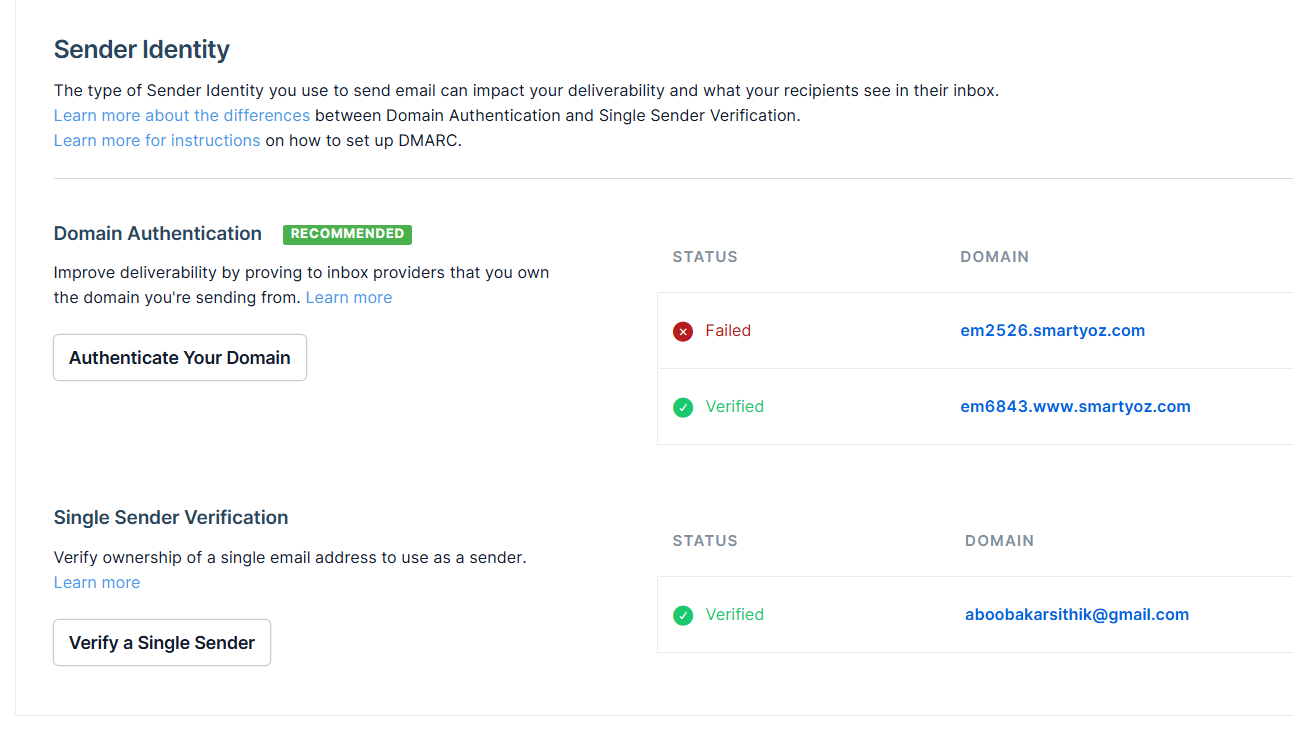 Sender Identity
The type of Sender Identity you use to send email can impact your deliverability and what your recipients see in their inbox.
Learn more about the differences between Domain Authentication and Single Sender Verification.
Learn more for instructions on how to set up DMARC.
Domain Authentication RECOMMENDED
Improve deliverability by proving to inbox providers that you own
the domain you're sending from. Learn more
Authenticate Your Domain
STATUS DOMAIN
Failed em2526.smartyoz.com
Verified em6843.www.smartyoz.com
Single Sender Verification
Verify ownership of a single email address to use as a sender.
Learn more
Verify a Single Sender
STATUS DOMAIN
Verified aboobakarsithik@gmail.com